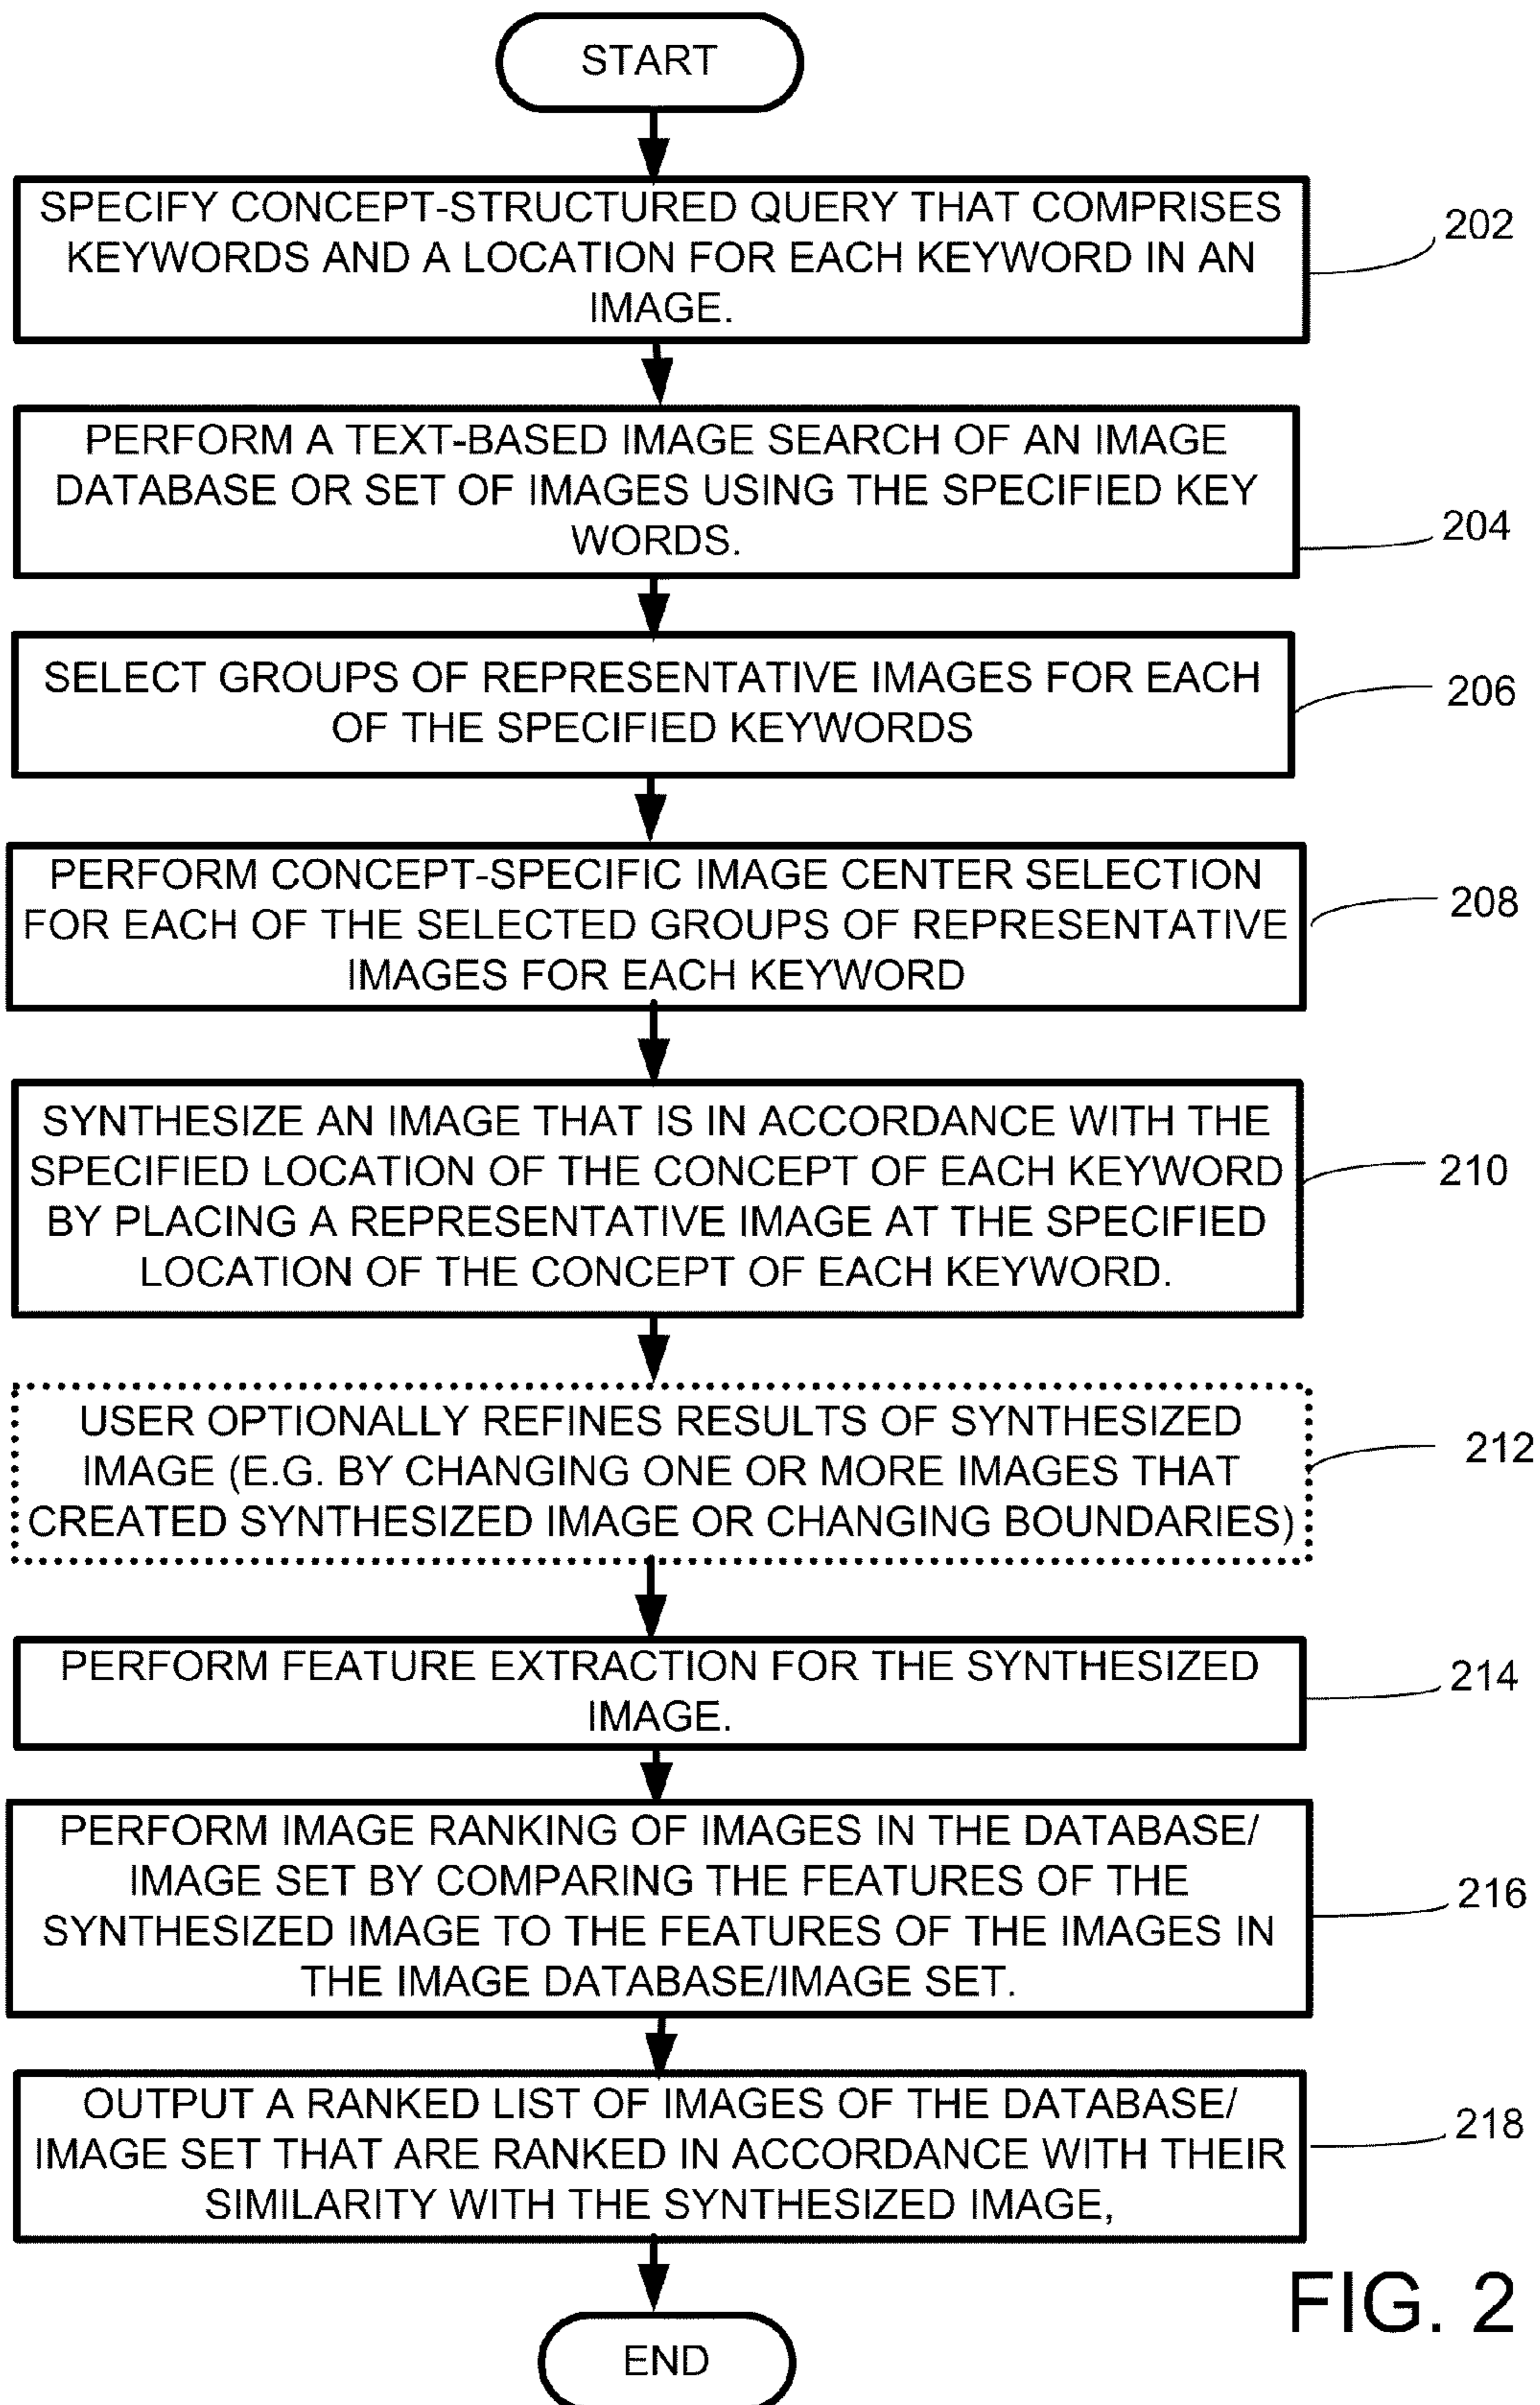 START
SPECIFY CONCEPT-STRUCTURED QUERY THAT COMPRISES
KEYWORDS AND A LOCATION FOR EACH KEYWORD IN AN
IMAGE.
202
PERFORM A TEXT-BASED IMAGE SEARCH OF AN IMAGE
DATABASE OR SET OF IMAGES USING THE SPECIFIED KEY
WORDS.
204
SELECT GROUPS OF REPRESENTATIVE IMAGES FOR EACH
OF THE SPECIFIED KEYWORDS
206
PERFORM CONCEPT-SPECIFIC IMAGE CENTER SELECTION
FOR EACH OF THE SELECTED GROUPS OF REPRESENTATIVE
IMAGES FOR EACH KEYWORD
208
SYNTHESIZE AN IMAGE THAT IS IN ACCORDANCE WITH THE
SPECIFIED LOCATION OF THE CONCEPT OF EACH KEYWORD
BY PLACING A REPRESENTATIVE IMAGE AT THE SPECIFIED
LOCATION OF THE CONCEPT OF EACH KEYWORD.
210
USER OPTIONALLY REFINES RESULTS OF SYNTHESIZED
IMAGE (E.G. BY CHANGING ONE OR MORE IMAGES THAT
CREATED SYNTHESIZED IMAGE OR CHANGING BOUNDARIES)
212
PERFORM FEATURE EXTRACTION FOR THE SYNTHESIZED
IMAGE.
214
PERFORM IMAGE RANKING OF IMAGES IN THE DATABASE/
IMAGE SET BY COMPARING THE FEATURES OF THE
SYNTHESIZED IMAGE TO THE FEATURES OF THE IMAGES IN
THE IMAGE DATABASE/IMAGE SET.
216
OUTPUT A RANKED LIST OF IMAGES OF THE DATABASE/
IMAGE SET THAT ARE RANKED IN ACCORDANCE WITH THEIR
SIMILARITY WITH THE SYNTHESIZED IMAGE,
218
END
FIG. 2